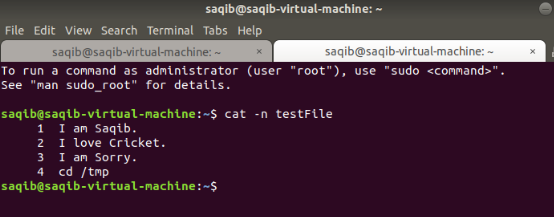 saqib@saqib-virtual-machine: ~
File Edit View Search Terminal Tabs Help
saqib@saqib-virtual-machine: ~ × saqib@saqib-virtual-machine: ~ ×
To run a command as administrator (user "root"), use "sudo <command>".
See "man sudo_root" for details.
saqib@saqib-virtual-machine:~$ cat -n testFile
1 I am Saqib.
2 I love Cricket.
3 I am Sorry.
4 cd /tmp
saqib@saqib-virtual-machine:~$